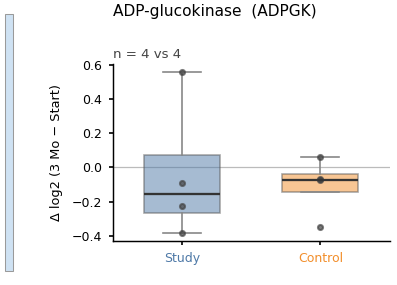 ADP-glucokinase  (ADPGK)
n = 4 vs 4
Δ log2 (3 Mo − Start)
0.6
0.4
0.2
0.0
−0.2
−0.4
Study
Control